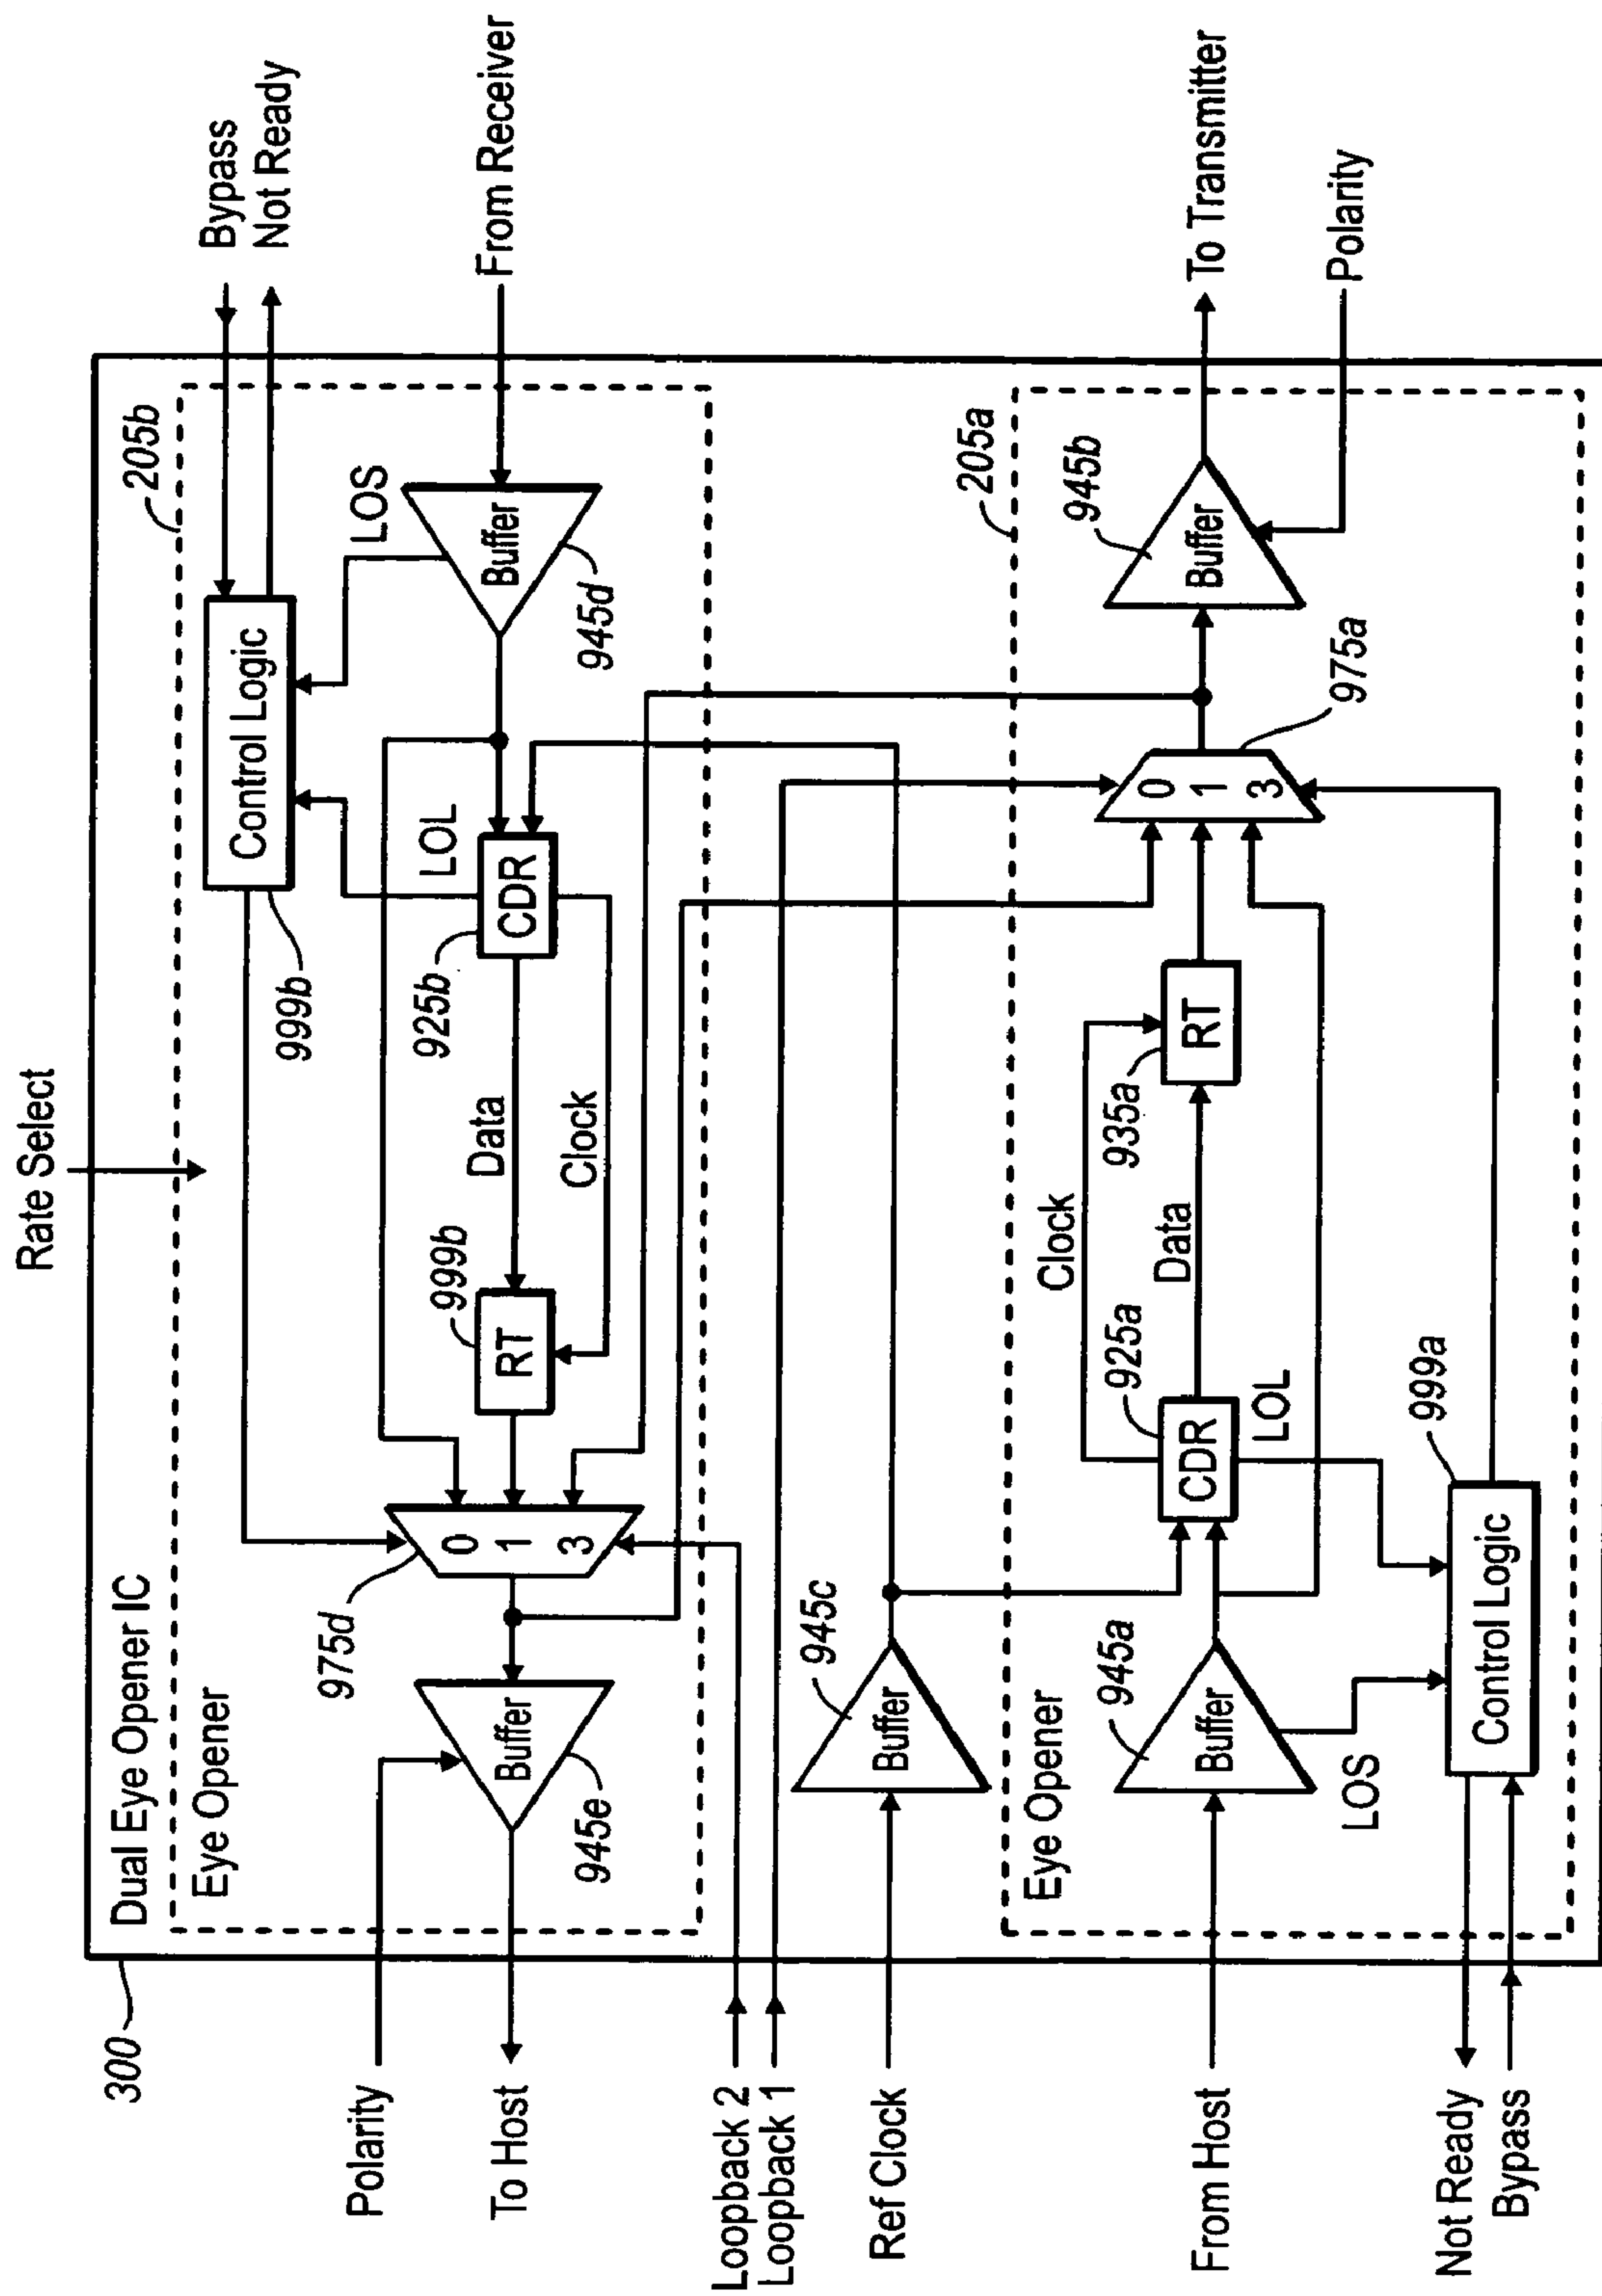 Rate Select
Dual Eye Opener IC
300
Eye Opener
205b
Polarity
To Host
Buffer
945e
975d
0
1
3
RT
999b
Data
Clock
CDR
925b
LOL
Control Logic
999b
LOS
Buffer
945d
Bypass
Not Ready
From Receiver
Loopback 2
Loopback 1
Ref Clock
Buffer
945c
Eye Opener
205a
From Host
Buffer
945a
LOS
CDR
925a
LOL
Clock
Data
RT
935a
0
1
3
975a
Buffer
945b
To Transmitter
Polarity
Control Logic
999a
Not Ready
Bypass